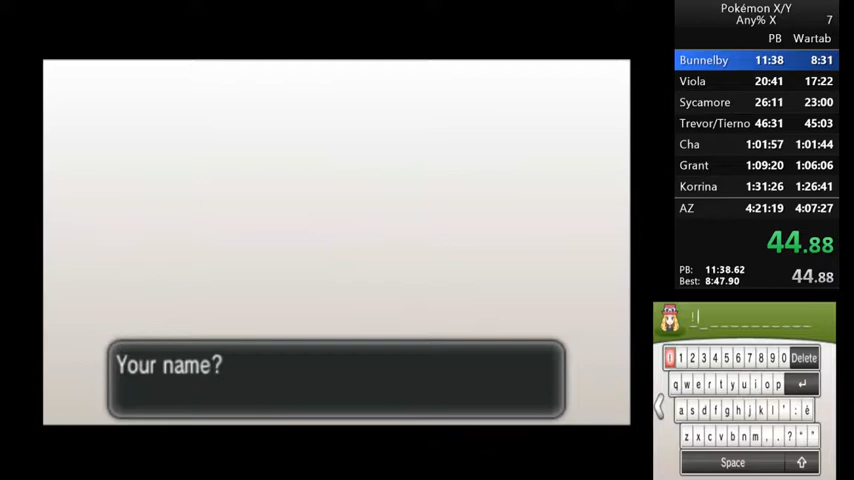 Pokémon X/Y
Any% X 7
PB Wartab
Bunnelby 11:38 8:31
Viola 20:41 17:22
Sycamore 26:11 23:00
Trevor/Tierno 46:31 45:03
Cha 1:01:57 1:01:44
Grant 1:09:20 1:06:06
Korrina 1:31:26 1:26:41
AZ 4:21:19 4:07:27
44.88
PB: 11:38.62
Best: 8:47.90
44.88
Your name?
!
1 2 3 4 5 6 7 8 9 0 Delete
q w e r t y u i o p
a s d f g h j k l ' : é
z x c v b n m , . ? “ ”
Space